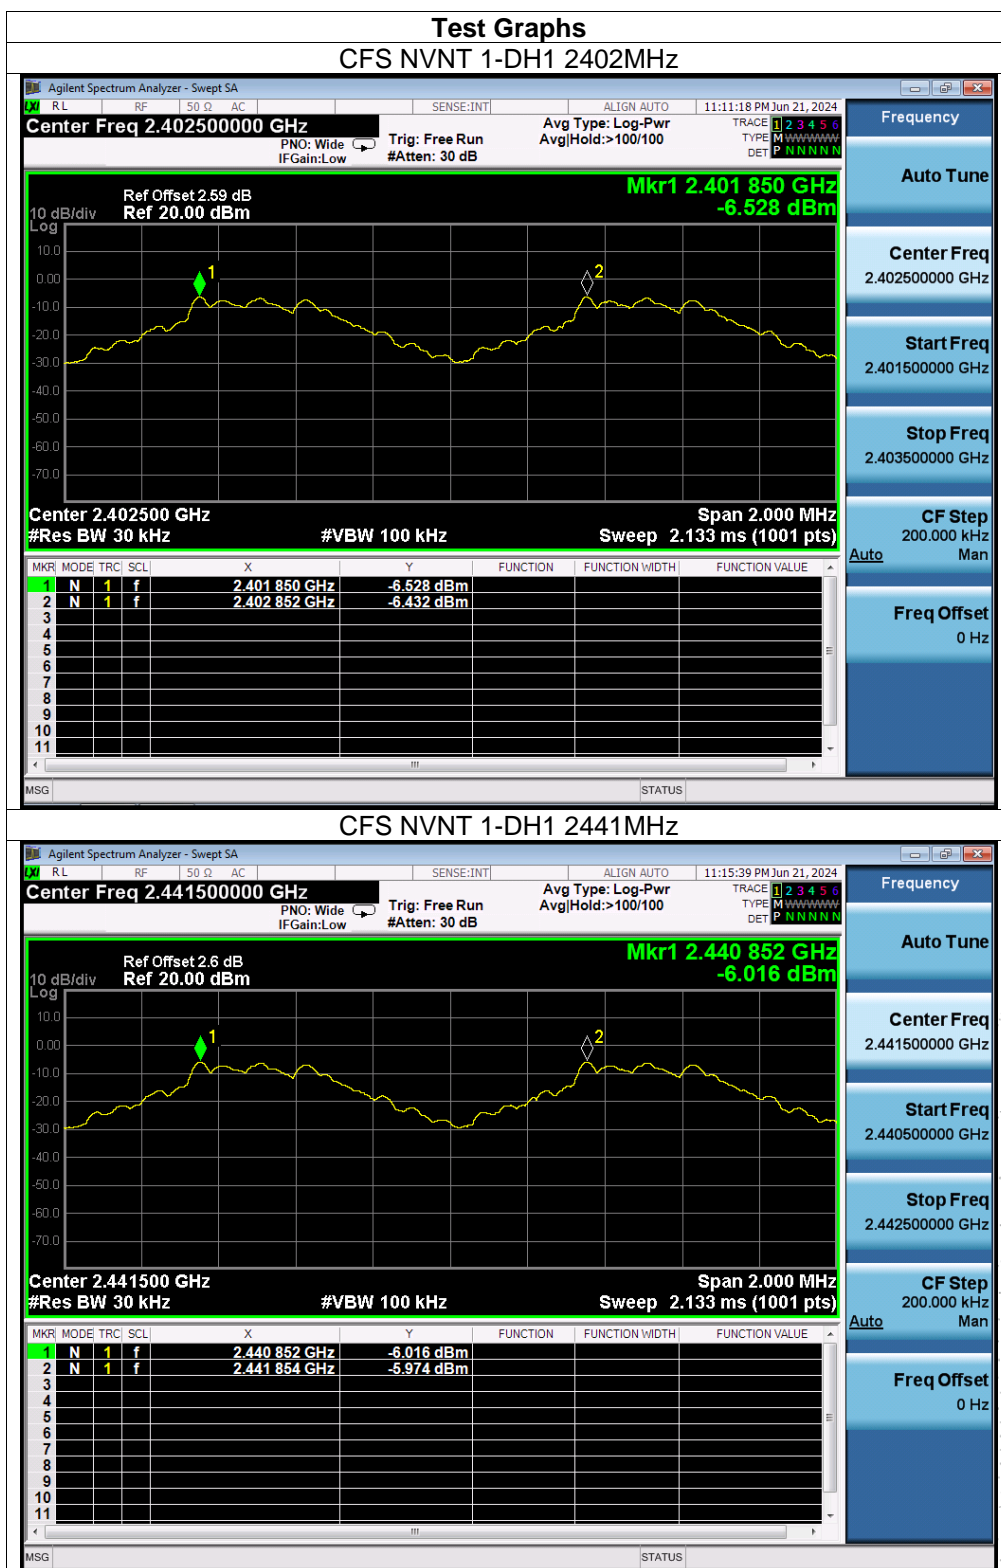 Test Graphs
CFS NVNT 1-DH1 2402MHz
Agilent Spectrum Analyzer - Swept SA
LXI RL RF 50 Ω AC SENSE:INT ALIGN AUTO 11:11:18 PM Jun 21, 2024
Center Freq 2.402500000 GHz
PNO: Wide
IFGain:Low
Trig: Free Run
#Atten: 30 dB
Avg Type: Log-Pwr
Avg|Hold:>100/100
TRACE 1 2 3 4 5 6
TYPE M W W W W W
DET P N N N N N
Frequency
Auto Tune
Center Freq
2.402500000 GHz
Start Freq
2.401500000 GHz
Stop Freq
2.403500000 GHz
CF Step
200.000 kHz
Auto Man
Freq Offset
0 Hz
Mkr1 2.401 850 GHz
-6.528 dBm
Ref Offset 2.59 dB
10 dB/div Ref 20.00 dBm
Log
10.0
0.00
-10.0
-20.0
-30.0
-40.0
-50.0
-60.0
-70.0
1
2
Center 2.402500 GHz Span 2.000 MHz
#Res BW 30 kHz #VBW 100 kHz Sweep 2.133 ms (1001 pts)
MKR MODE TRC SCL X Y FUNCTION FUNCTION WIDTH FUNCTION VALUE
1 N 1 f 2.401 850 GHz -6.528 dBm
2 N 1 f 2.402 852 GHz -6.432 dBm
3
4
5
6
7
8
9
10
11
MSG STATUS
CFS NVNT 1-DH1 2441MHz
Agilent Spectrum Analyzer - Swept SA
LXI RL RF 50 Ω AC SENSE:INT ALIGN AUTO 11:15:39 PM Jun 21, 2024
Center Freq 2.441500000 GHz
PNO: Wide
IFGain:Low
Trig: Free Run
#Atten: 30 dB
Avg Type: Log-Pwr
Avg|Hold:>100/100
TRACE 1 2 3 4 5 6
TYPE M W W W W W
DET P N N N N N
Frequency
Auto Tune
Center Freq
2.441500000 GHz
Start Freq
2.440500000 GHz
Stop Freq
2.442500000 GHz
CF Step
200.000 kHz
Auto Man
Freq Offset
0 Hz
Mkr1 2.440 852 GHz
-6.016 dBm
Ref Offset 2.6 dB
10 dB/div Ref 20.00 dBm
Log
10.0
0.00
-10.0
-20.0
-30.0
-40.0
-50.0
-60.0
-70.0
1
2
Center 2.441500 GHz Span 2.000 MHz
#Res BW 30 kHz #VBW 100 kHz Sweep 2.133 ms (1001 pts)
MKR MODE TRC SCL X Y FUNCTION FUNCTION WIDTH FUNCTION VALUE
1 N 1 f 2.440 852 GHz -6.016 dBm
2 N 1 f 2.441 854 GHz -5.974 dBm
3
4
5
6
7
8
9
10
11
MSG STATUS